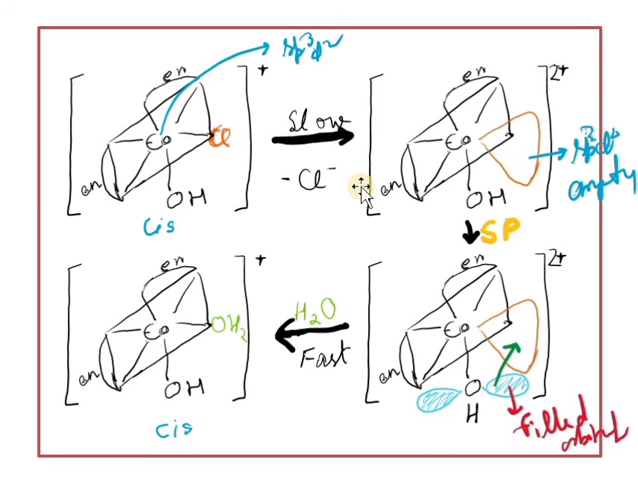 sp³d²
en
+
Co
Cl
en
OH
cis
Slow
- Cl⁻
en
2+
Co
en
OH
sp³d²
empty
SP
en
+
Co
OH₂
en
OH
cis
H₂O
Fast
en
2+
Co
en
O
H
filled
orbital